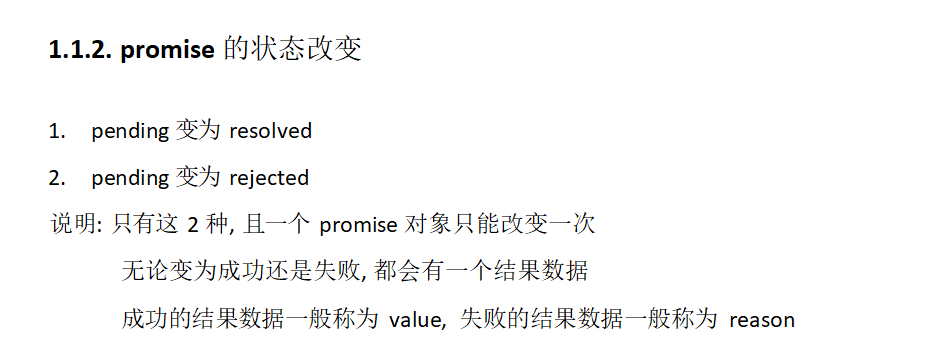 1.1.2. promise 的状态改变
1. pending 变为 resolved
2. pending 变为 rejected
说明: 只有这 2 种, 且一个 promise 对象只能改变一次
无论变为成功还是失败, 都会有一个结果数据
成功的结果数据一般称为 value, 失败的结果数据一般称为 reason